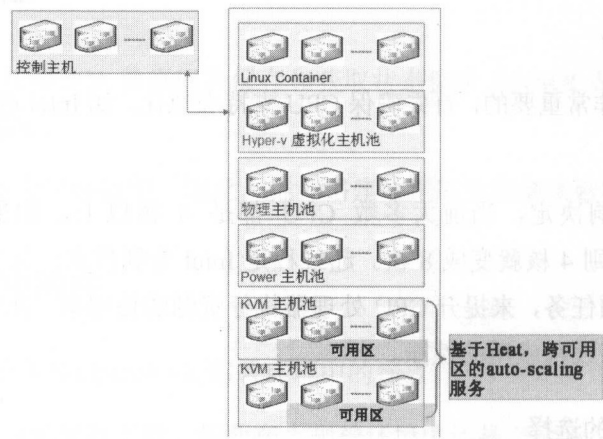 控制主机
Linux Container
Hyper-v 虚拟化主机池
物理主机池
Power 主机池
KVM 主机池
可用区
KVM 主机池
可用区
基于Heat，跨可用
区的auto-scaling
服务